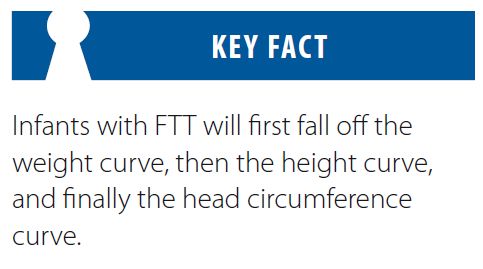 KEY FACT
Infants with FTT will first fall off the
weight curve, then the height curve,
and finally the head circumference
curve.